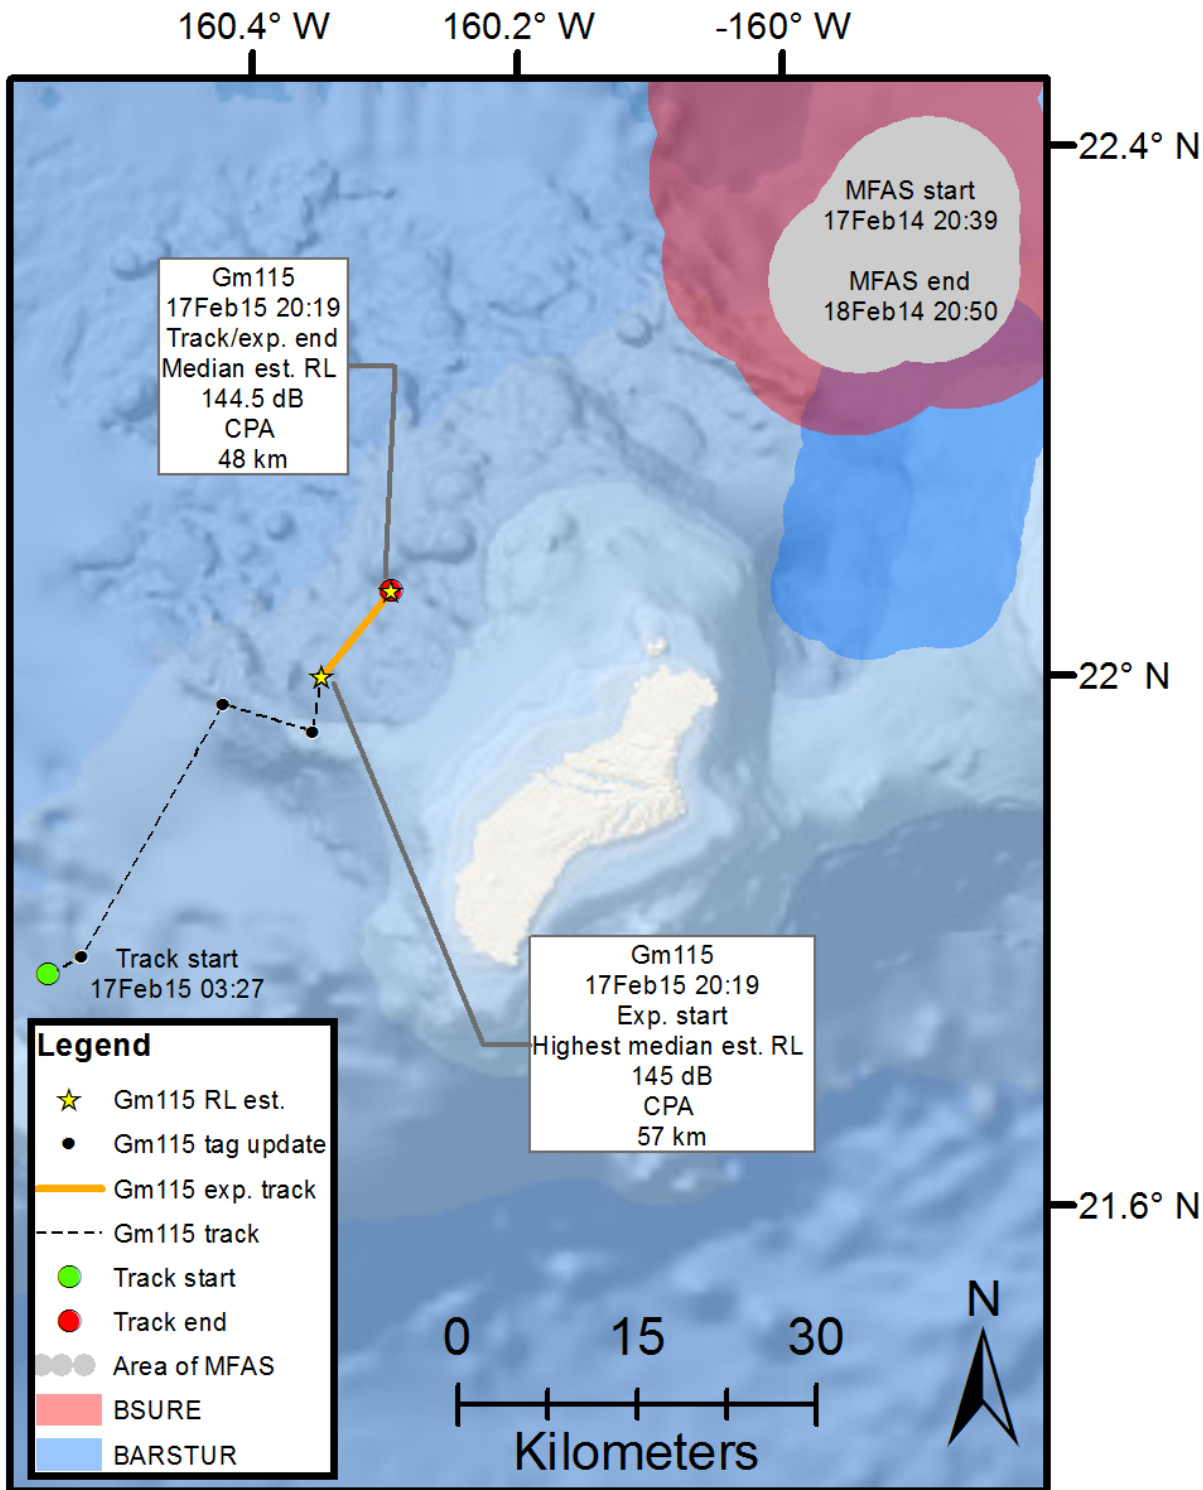 160.4° W 160.2° W -160° W
22.4° N
MFAS start
17Feb14 20:39
MFAS end
18Feb14 20:50
Gm115
17Feb15 20:19
Track/exp. end
Median est. RL
144.5 dB
CPA
48 km
22° N
Track start
17Feb15 03:27
Gm115
17Feb15 20:19
Exp. start
Highest median est. RL
145 dB
CPA
57 km
21.6° N
Legend
Gm115 RL est.
Gm115 tag update
Gm115 exp. track
Gm115 track
Track start
Track end
Area of MFAS
BSURE
BARSTUR
0 15 30
Kilometers
N